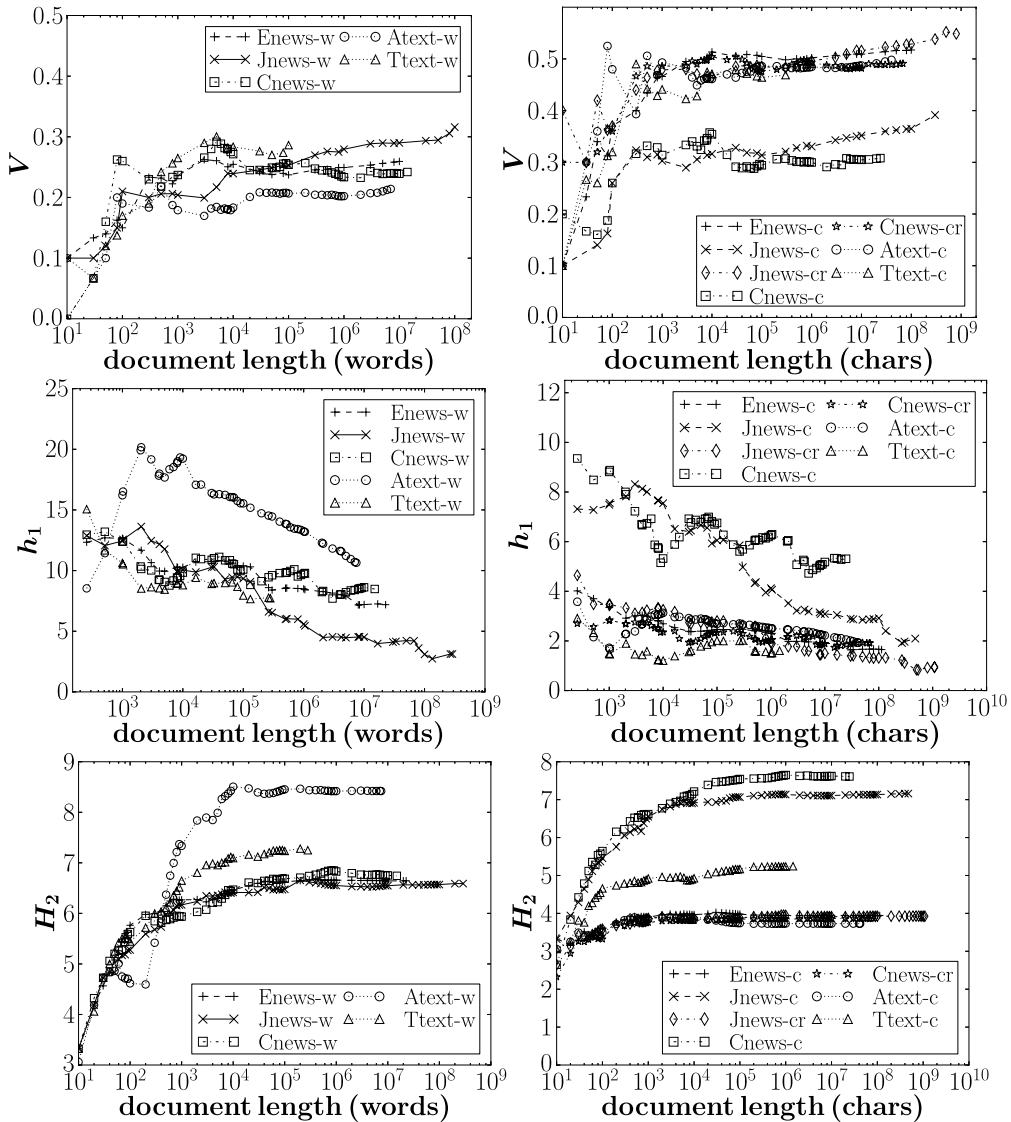 V
0.5
0.4
0.3
0.2
0.1
0.0
Enews-w
Jnews-w
Cnews-w
Atext-w
Ttext-w
10^1 10^2 10^3 10^4 10^5 10^6 10^7 10^8
document length (words)
V
0.5
0.4
0.3
0.2
0.1
0.0
Enews-c
Jnews-c
Jnews-cr
Cnews-c
Cnews-cr
Atext-c
Ttext-c
10^1 10^2 10^3 10^4 10^5 10^6 10^7 10^8 10^9
document length (chars)
h1
25
20
15
10
5
0
Enews-w
Jnews-w
Cnews-w
Atext-w
Ttext-w
10^3 10^4 10^5 10^6 10^7 10^8 10^9
document length (words)
h1
12
10
8
6
4
2
0
Enews-c
Jnews-c
Jnews-cr
Cnews-c
Cnews-cr
Atext-c
Ttext-c
10^3 10^4 10^5 10^6 10^7 10^8 10^9 10^10
document length (chars)
H2
9
8
7
6
5
4
3
Enews-w
Jnews-w
Cnews-w
Atext-w
Ttext-w
10^1 10^2 10^3 10^4 10^5 10^6 10^7 10^8 10^9
document length (words)
H2
8
7
6
5
4
3
2
1
0
Enews-c
Jnews-c
Jnews-cr
Cnews-c
Cnews-cr
Atext-c
Ttext-c
10^1 10^2 10^3 10^4 10^5 10^6 10^7 10^8 10^9 10^10
document length (chars)